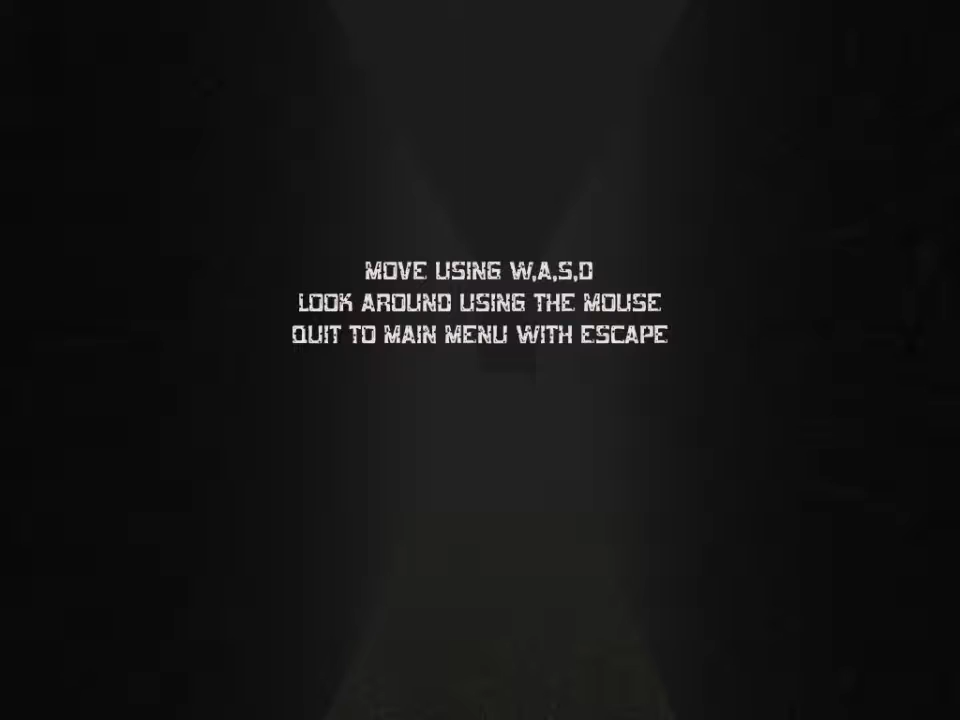 MOVE USING W,A,S,D
LOOK AROUND USING THE MOUSE
QUIT TO MAIN MENU WITH ESCAPE